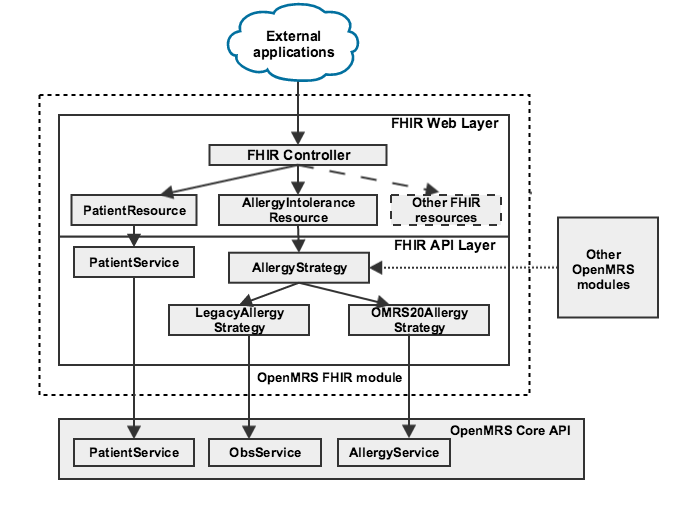 External
applications
FHIR Web Layer
FHIR Controller
PatientResource
AllergyIntolerance
Resource
Other FHIR
resources
FHIR API Layer
PatientService
AllergyStrategy
Other
OpenMRS
modules
LegacyAllergy
Strategy
OMRS20Allergy
Strategy
OpenMRS FHIR module
OpenMRS Core API
PatientService
ObsService
AllergyService